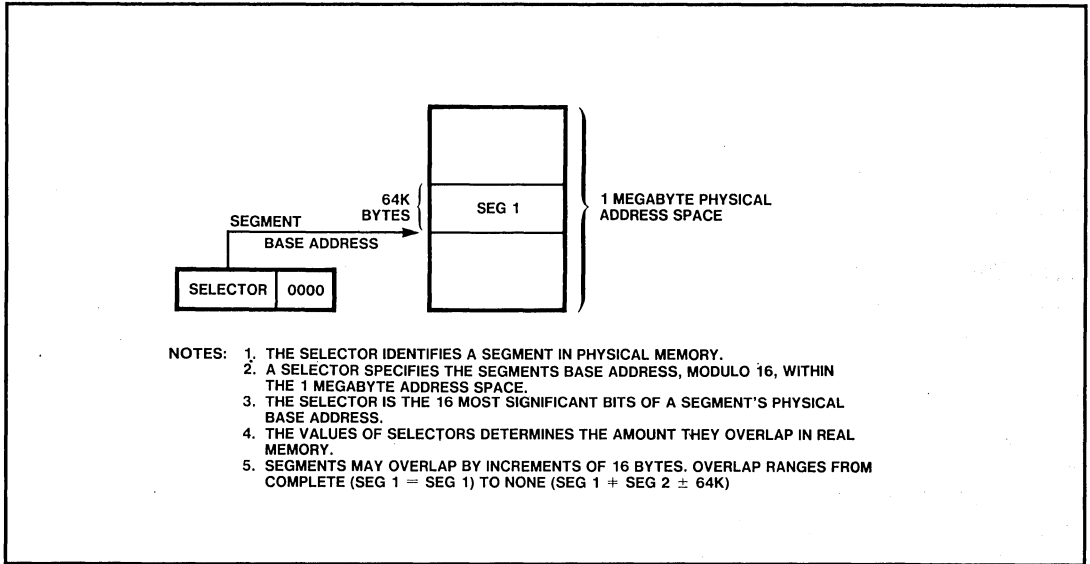 64K
BYTES
SEG 1
1 MEGABYTE PHYSICAL
ADDRESS SPACE
SEGMENT
BASE ADDRESS
SELECTOR
0000
NOTES: 1. THE SELECTOR IDENTIFIES A SEGMENT IN PHYSICAL MEMORY.
2. A SELECTOR SPECIFIES THE SEGMENTS BASE ADDRESS, MODULO 16, WITHIN
THE 1 MEGABYTE ADDRESS SPACE.
3. THE SELECTOR IS THE 16 MOST SIGNIFICANT BITS OF A SEGMENT'S PHYSICAL
BASE ADDRESS.
4. THE VALUES OF SELECTORS DETERMINES THE AMOUNT THEY OVERLAP IN REAL
MEMORY.
5. SEGMENTS MAY OVERLAP BY INCREMENTS OF 16 BYTES. OVERLAP RANGES FROM
COMPLETE (SEG 1 = SEG 1) TO NONE (SEG 1 ≠ SEG 2 ± 64K)